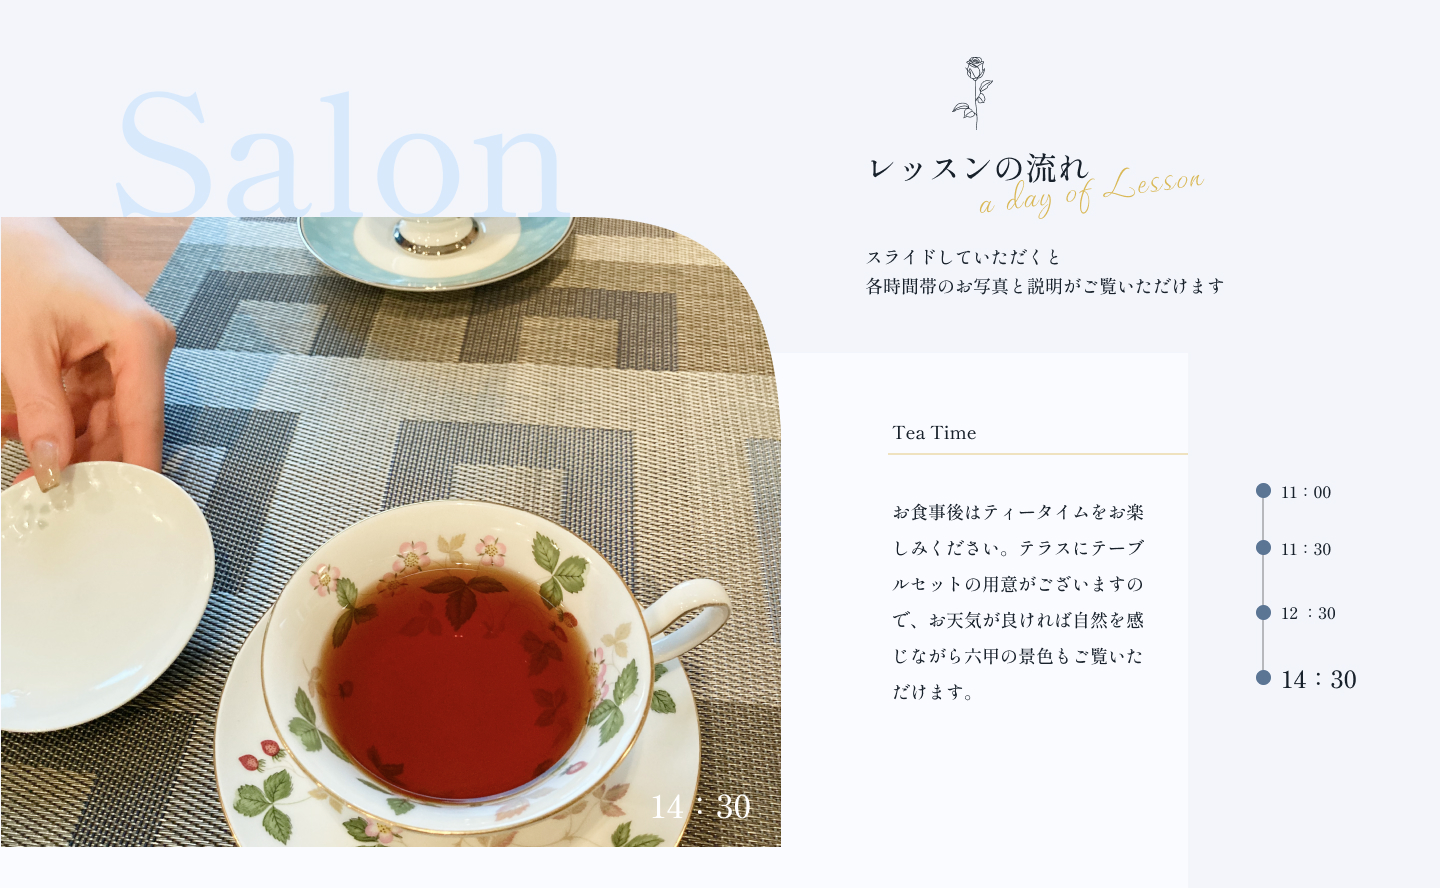 Salon
レッスンの流れ
a day of Lesson
スライドしていただくと
各時間帯のお写真と説明がご覧いただけます
Tea Time
お食事後はティータイムをお楽
しみください。テラスにテーブ
ルセットの用意がございますの
で、お天気が良ければ自然を感
じながら六甲の景色もご覧いた
だけます。
11：00
11：30
12 ：30
14：30
14：30